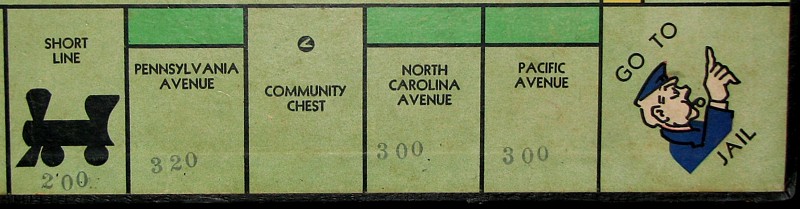 SHORT
LINE
200
PENNSYLVANIA
AVENUE
320
COMMUNITY
CHEST
NORTH
CAROLINA
AVENUE
300
PACIFIC
AVENUE
300
GO TO
JAIL